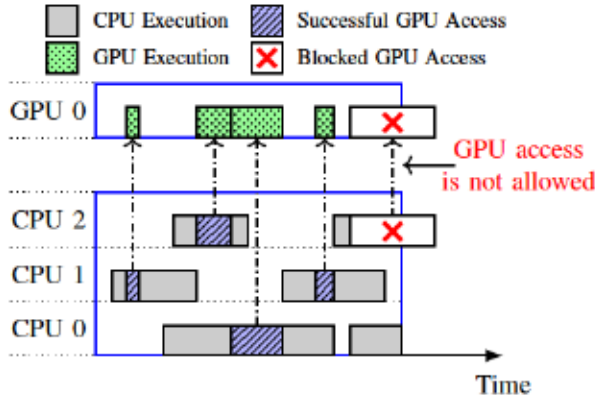 CPU Execution
Successful GPU Access
GPU Execution
Blocked GPU Access
GPU 0
GPU access
is not allowed
CPU 2
CPU 1
CPU 0
Time